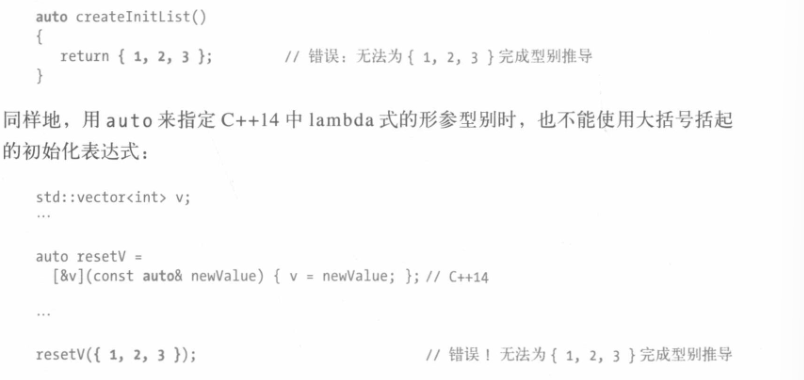 auto createInitList()
{
return { 1, 2, 3 }; // 错误：无法为 { 1, 2, 3 } 完成型别推导
}
同样地，用 auto 来指定 C++14 中 lambda 式的形参型别时，也不能使用大括号括起
的初始化表达式：
std::vector<int> v;
…
auto resetV =
[&v](const auto& newValue) { v = newValue; }; // C++14
…
resetV({ 1, 2, 3 }); // 错误！无法为 { 1, 2, 3 } 完成型别推导